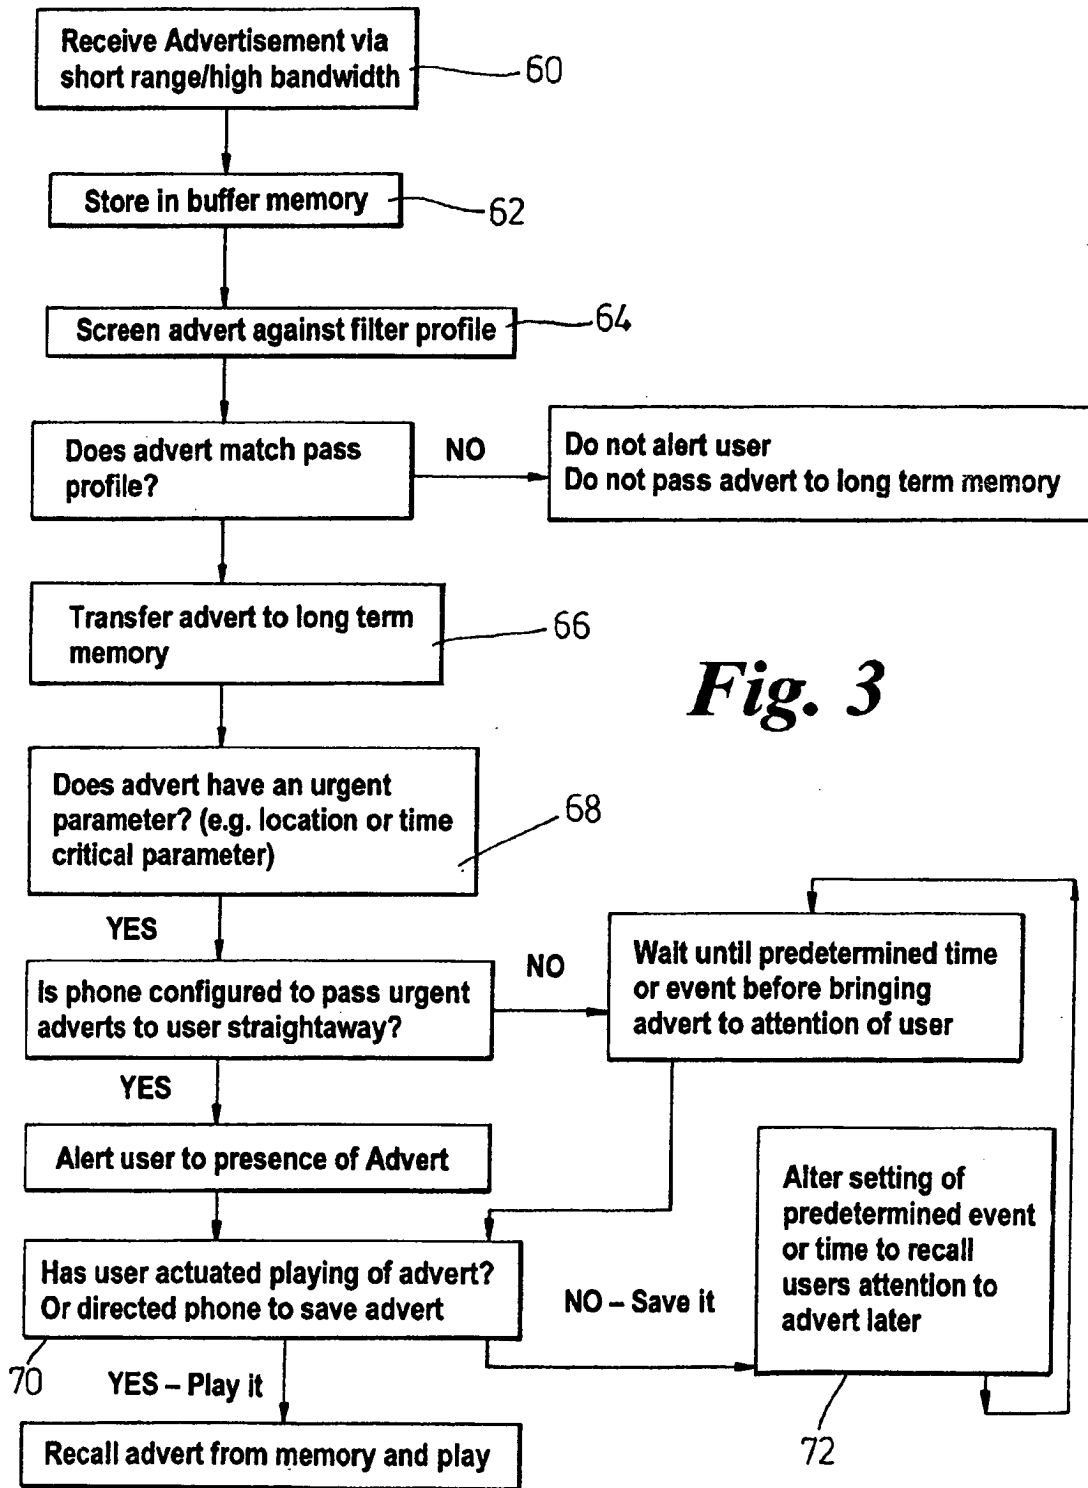 Receive Advertisement via
short range/high bandwidth
60
Store in buffer memory
62
Screen advert against filter profile
64
Does advert match pass
profile?
NO
Do not alert user
Do not pass advert to long term memory
Transfer advert to long term
memory
66
Fig. 3
Does advert have an urgent
parameter? (e.g. location or time
critical parameter)
68
YES
Is phone configured to pass urgent
adverts to user straightaway?
NO
Wait until predetermined time
or event before bringing
advert to attention of user
YES
Alert user to presence of Advert
Has user actuated playing of advert?
Or directed phone to save advert
70
NO – Save it
Alter setting of
predetermined event
or time to recall
users attention to
advert later
72
YES – Play it
Recall advert from memory and play